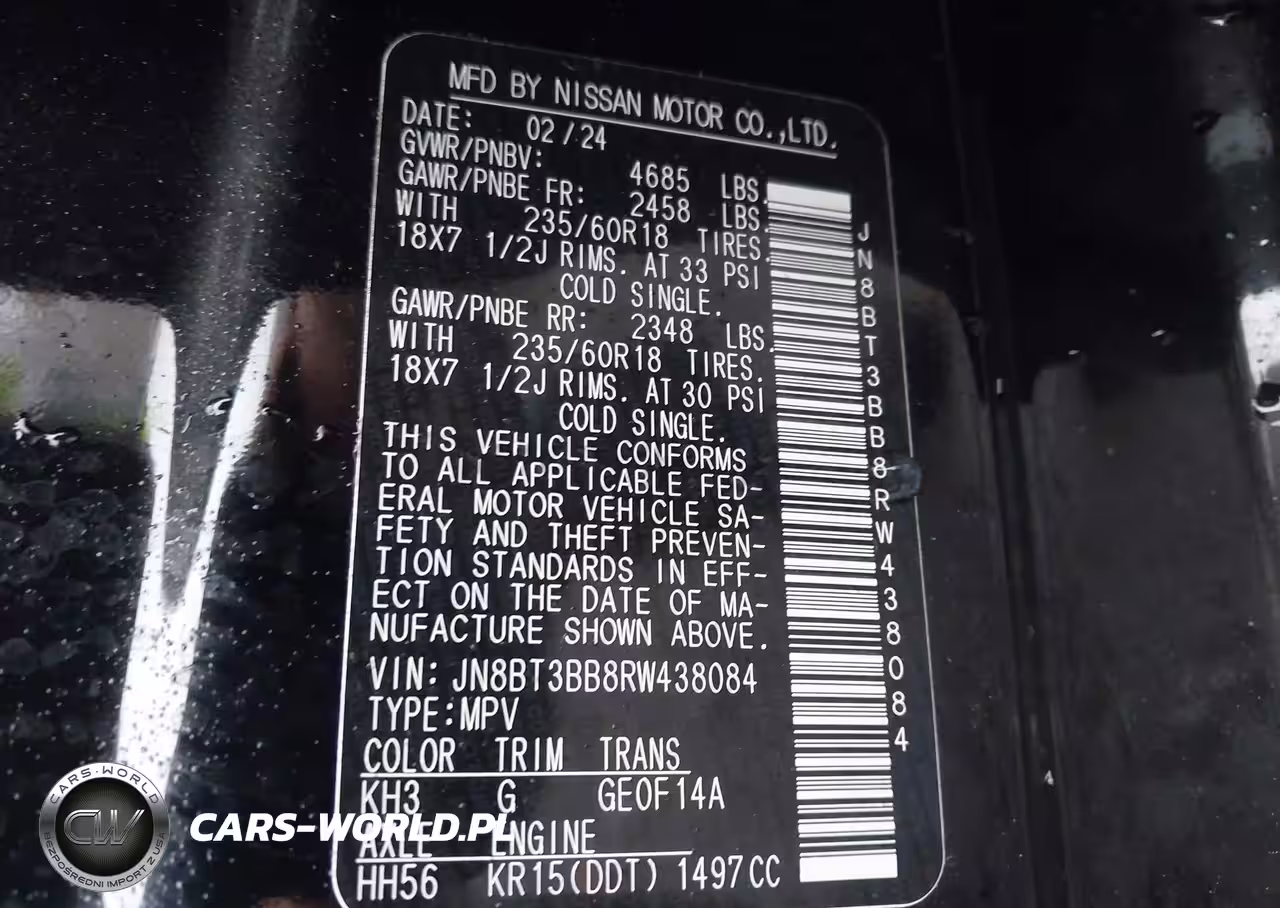 MFD BY NISSAN MOTOR CO.,LTD.
DATE: 02/24
GVWR/PNBV: 4685 LBS.
GAWR/PNBE FR: 2458 LBS.
WITH 235/60R18 TIRES.
18X7 1/2J RIMS. AT 33 PSI
COLD SINGLE.
GAWR/PNBE RR: 2348 LBS.
WITH 235/60R18 TIRES.
18X7 1/2J RIMS. AT 30 PSI
COLD SINGLE.
THIS VEHICLE CONFORMS
TO ALL APPLICABLE FED-
ERAL MOTOR VEHICLE SA-
FETY AND THEFT PREVEN-
TION STANDARDS IN EFF-
ECT ON THE DATE OF MA-
NUFACTURE SHOWN ABOVE.
VIN: JN8BT3BB8RW438084
TYPE:MPV
COLOR TRIM TRANS
KH3 G GEOF14A
AXLE ENGINE
HH56 KR15(DDT) 1497CC
JN8BT3BB8RW438084
CARS-WORLD
CW
BEZPOŚREDNI IMPORT Z USA
CARS-WORLD.PL